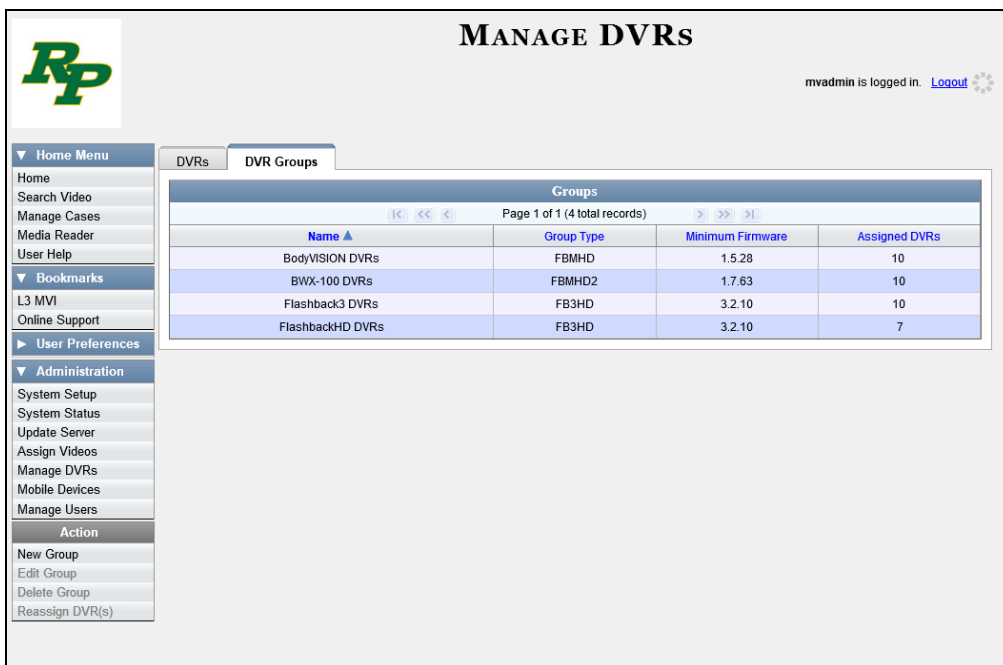 MANAGE DVRS
RP
mvadmin is logged in. Logout
Home Menu
Home
Search Video
Manage Cases
Media Reader
User Help
Bookmarks
L3 MVI
Online Support
User Preferences
Administration
System Setup
System Status
Update Server
Assign Videos
Manage DVRs
Mobile Devices
Manage Users
Action
New Group
Edit Group
Delete Group
Reassign DVR(s)
DVRs DVR Groups
Groups
Page 1 of 1 (4 total records)
Name Group Type Minimum Firmware Assigned DVRs
BodyVISION DVRs FBMHD 1.5.28 10
BWX-100 DVRs FBMHD2 1.7.63 10
Flashback3 DVRs FB3HD 3.2.10 10
FlashbackHD DVRs FB3HD 3.2.10 7